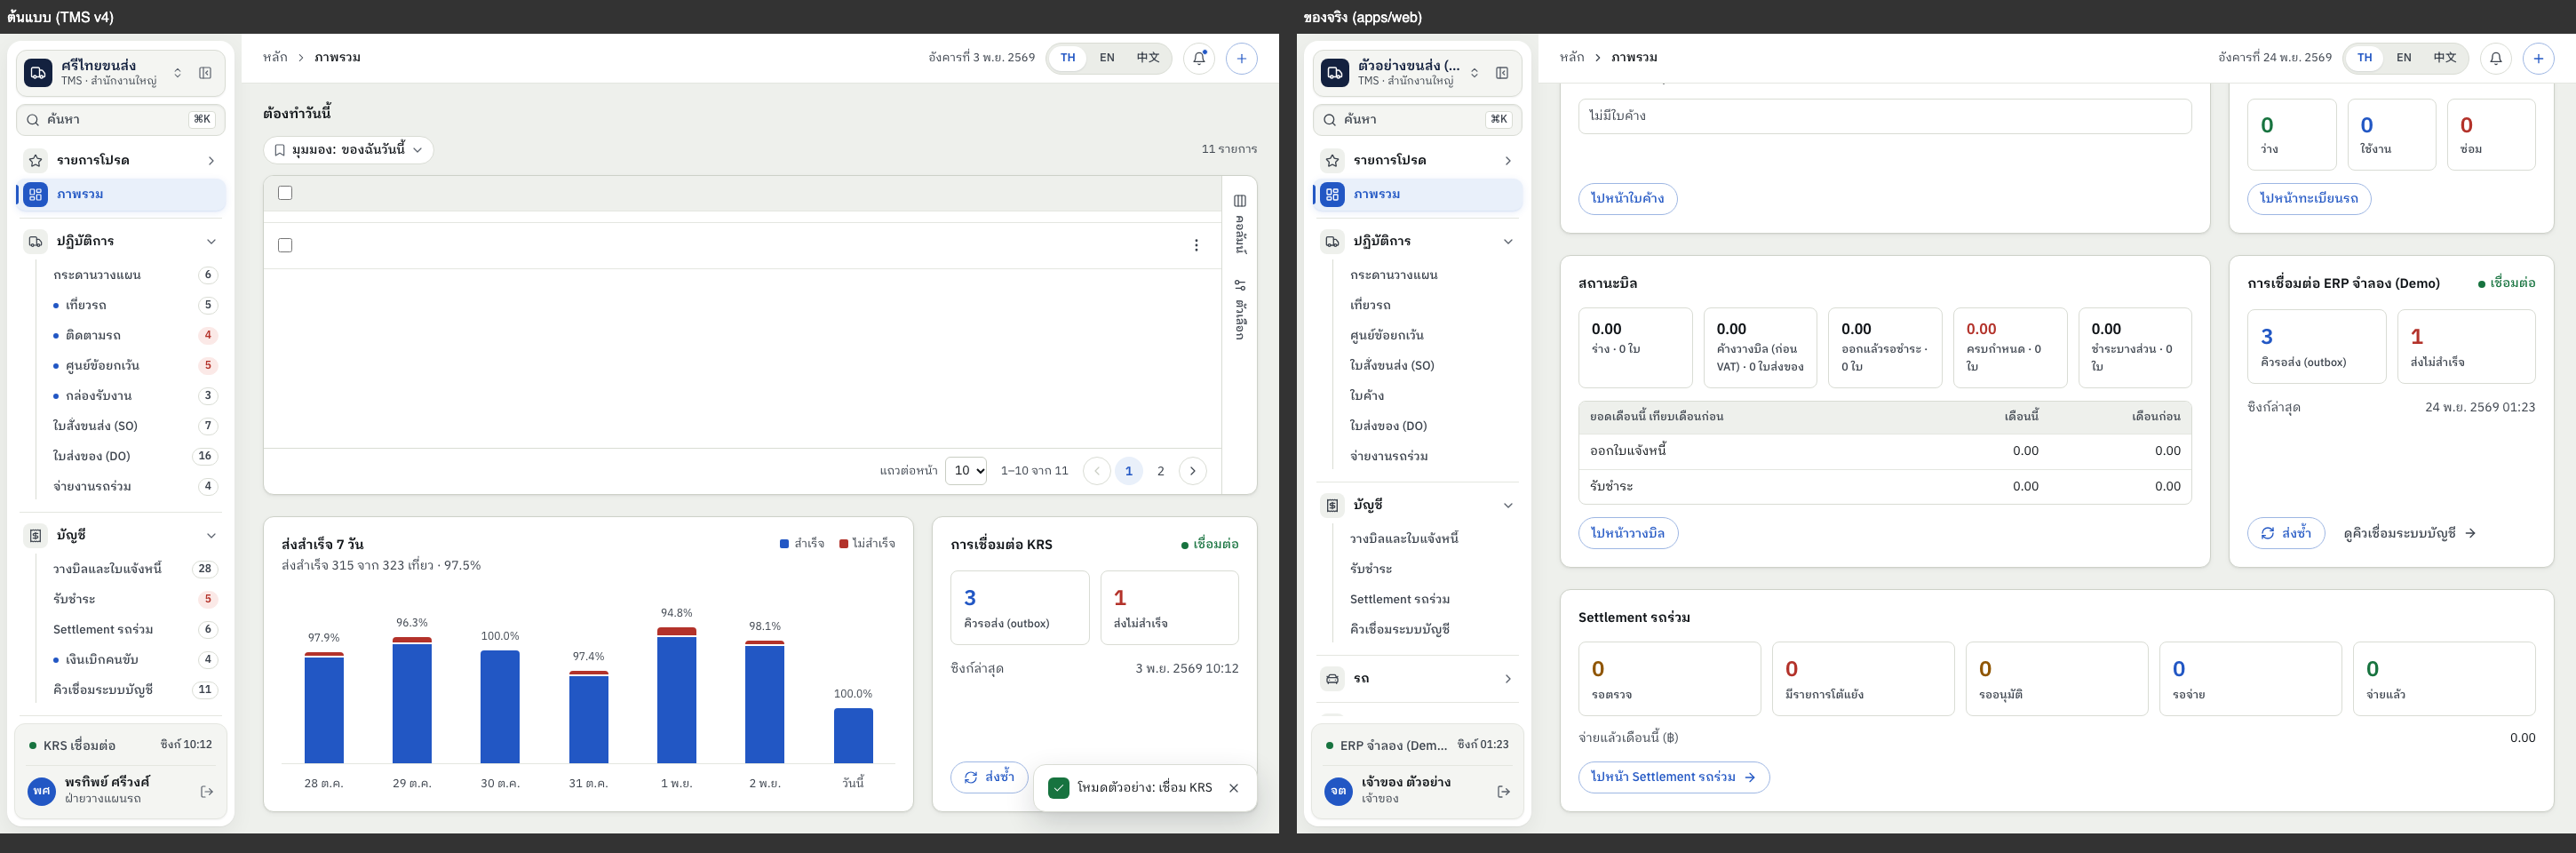 ต้นแบบ (TMS v4)
ศรีไทยขนส่ง
TMS · สำนักงานใหญ่
ค้นหา
⌘K
รายการโปรด
ภาพรวม
ปฏิบัติการ
กระดานวางแผน 6
เที่ยวรถ 5
ติดตามรถ 4
ศูนย์ข้อยกเว้น 5
กล่องรับงาน 3
ใบสั่งขนส่ง (SO) 7
ใบส่งของ (DO) 16
จ่ายงานรถร่วม 4
บัญชี
วางบิลและใบแจ้งหนี้ 28
รับชำระ 5
Settlement รถร่วม 6
เงินเบิกคนขับ 4
คิวเชื่อมระบบบัญชี 11
KRS เชื่อมต่อ ซิงก์ 10:12
พศ
พรทิพย์ ศรีวงศ์
ฝ่ายวางแผนรถ
หลัก > ภาพรวม
อังคารที่ 3 พ.ย. 2569 TH EN 中文
ต้องทำวันนี้
มุมมอง: ของฉันวันนี้
11 รายการ
คอลัมน์
ตัวเลือก
แถวต่อหน้า 10 1–10 จาก 11 1 2
ส่งสำเร็จ 7 วัน
สำเร็จ ไม่สำเร็จ
ส่งสำเร็จ 315 จาก 323 เที่ยว · 97.5%
97.9% 96.3% 100.0% 97.4% 94.8% 98.1% 100.0%
28 ต.ค. 29 ต.ค. 30 ต.ค. 31 ต.ค. 1 พ.ย. 2 พ.ย. วันนี้
การเชื่อมต่อ KRS
เชื่อมต่อ
3
คิวรอส่ง (outbox)
1
ส่งไม่สำเร็จ
ซิงก์ล่าสุด 3 พ.ย. 2569 10:12
ส่งซ้ำ
โหมดตัวอย่าง: เชื่อม KRS
ของจริง (apps/web)
ตัวอย่างขนส่ง (...
TMS · สำนักงานใหญ่
ค้นหา
⌘K
รายการโปรด
ภาพรวม
ปฏิบัติการ
กระดานวางแผน
เที่ยวรถ
ศูนย์ข้อยกเว้น
ใบสั่งขนส่ง (SO)
ใบค้าง
ใบส่งของ (DO)
จ่ายงานรถร่วม
บัญชี
วางบิลและใบแจ้งหนี้
รับชำระ
Settlement รถร่วม
คิวเชื่อมระบบบัญชี
รถ
ERP จำลอง (Dem... ซิงก์ 01:23
จต
เจ้าของ ตัวอย่าง
เจ้าของ
หลัก > ภาพรวม
อังคารที่ 24 พ.ย. 2569 TH EN 中文
ไม่มีใบค้าง
ไปหน้าใบค้าง
0
ว่าง
0
ใช้งาน
0
ซ่อม
ไปหน้าทะเบียนรถ
สถานะบิล
0.00
ร่าง · 0 ใบ
0.00
ค้างวางบิล (ก่อน
VAT) · 0 ใบส่งของ
0.00
ออกแล้วรอชำระ ·
0 ใบ
0.00
ครบกำหนด · 0
ใบ
0.00
ชำระบางส่วน · 0
ใบ
ยอดเดือนนี้ เทียบเดือนก่อน เดือนนี้ เดือนก่อน
ออกใบแจ้งหนี้ 0.00 0.00
รับชำระ 0.00 0.00
ไปหน้าวางบิล
การเชื่อมต่อ ERP จำลอง (Demo)
เชื่อมต่อ
3
คิวรอส่ง (outbox)
1
ส่งไม่สำเร็จ
ซิงก์ล่าสุด 24 พ.ย. 2569 01:23
ส่งซ้ำ
ดูคิวเชื่อมระบบบัญชี →
Settlement รถร่วม
0
รอตรวจ
0
มีรายการโต้แย้ง
0
รออนุมัติ
0
รอจ่าย
0
จ่ายแล้ว
จ่ายแล้วเดือนนี้ (฿) 0.00
ไปหน้า Settlement รถร่วม →